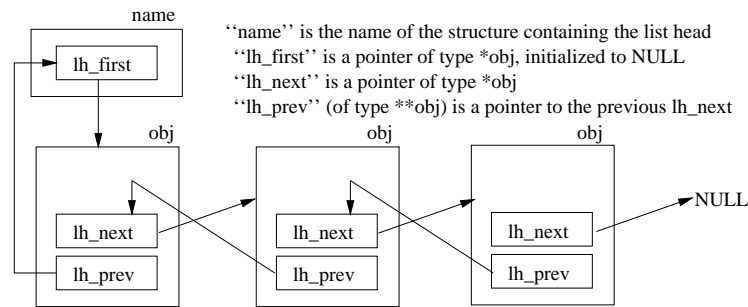 name
‘‘name’’ is the name of the structure containing the list head
‘‘lh_first’’ is a pointer of type *obj, initialized to NULL
‘‘lh_next’’ is a pointer of type *obj
‘‘lh_prev’’ (of type **obj) is a pointer to the previous lh_next
lh_first
obj
obj
obj
lh_next
lh_prev
lh_next
lh_prev
lh_next
lh_prev
NULL